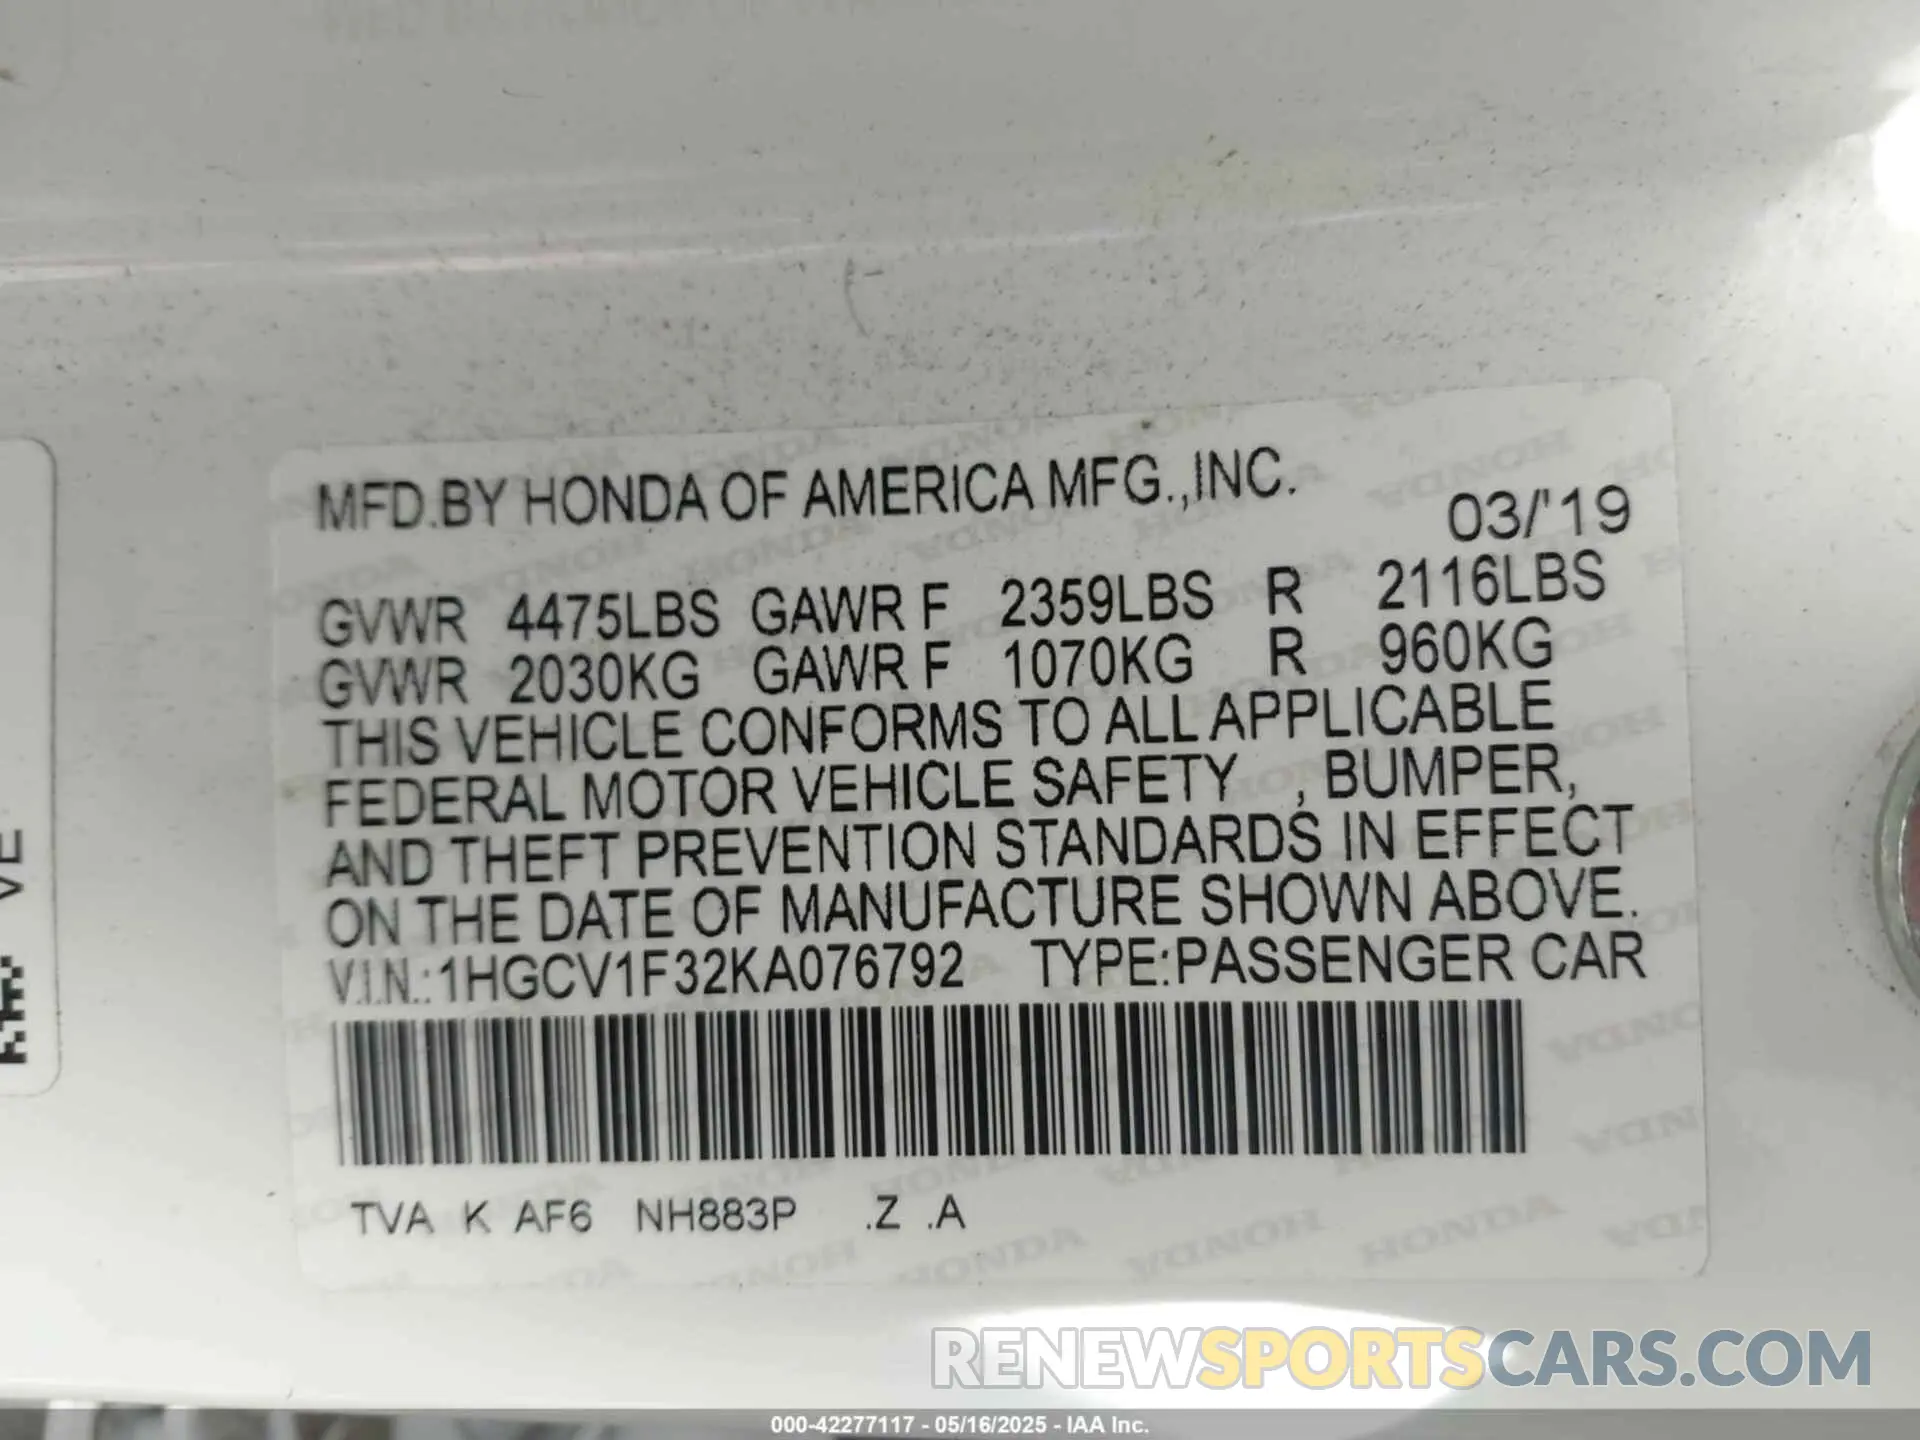 MFD.BY HONDA OF AMERICA MFG.,INC.
03/'19
GVWR 4475LBS GAWR F 2359LBS R 2116LBS
GVWR 2030KG GAWR F 1070KG R 960KG
THIS VEHICLE CONFORMS TO ALL APPLICABLE
FEDERAL MOTOR VEHICLE SAFETY , BUMPER,
AND THEFT PREVENTION STANDARDS IN EFFECT
ON THE DATE OF MANUFACTURE SHOWN ABOVE.
V.I.N.:1HGCV1F32KA076792 TYPE:PASSENGER CAR
TVA K AF6 NH883P .Z .A
VE
RENEWSPORTSCARS.COM
000-42277117 - 05/16/2025 - IAA Inc.